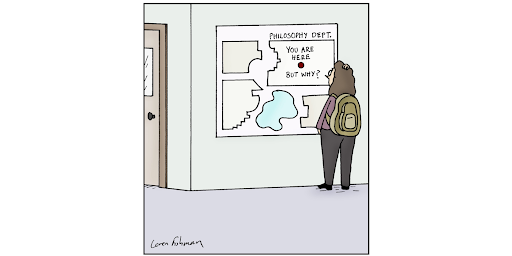 PHILOSOPHY DEPT.
YOU ARE
HERE
BUT WHY?
Loren Fishman